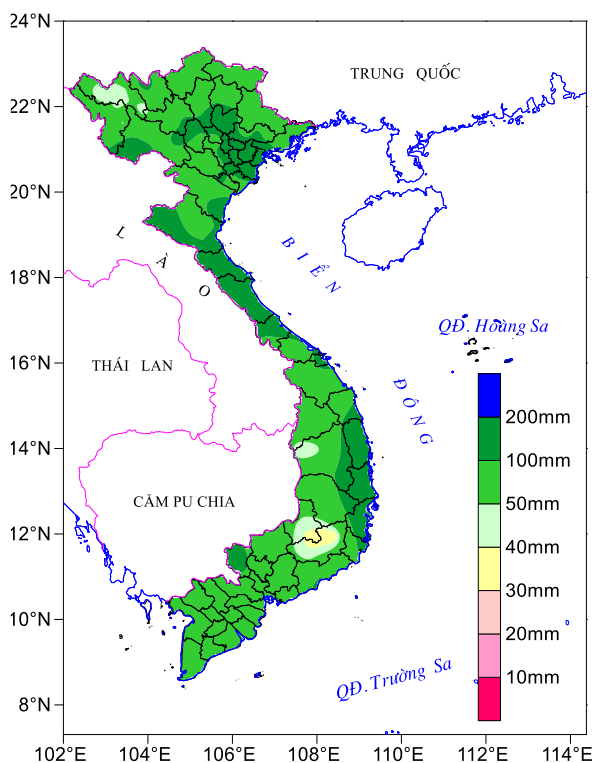 24°N
TRUNG QUỐC
22°N
20°N
LÀO
BIỂN
18°N
QĐ. Hoàng Sa
16°N
THÁI LAN
ĐÔNG
200mm
14°N
100mm
CĂM PU CHIA
50mm
12°N
40mm
30mm
10°N
20mm
QĐ. Trường Sa
10mm
8°N
102°E 104°E 106°E 108°E 110°E 112°E 114°E